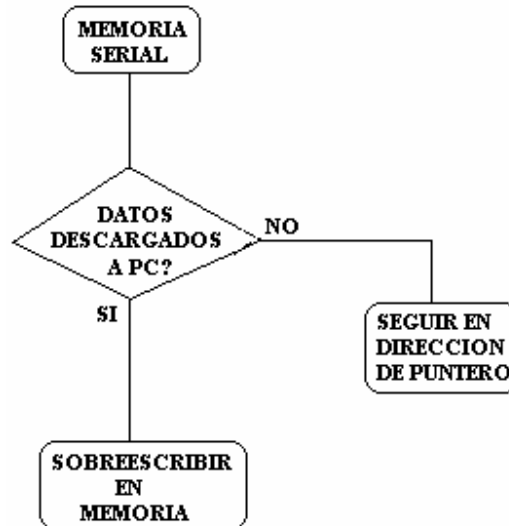 MEMORIA
SERIAL
DATOS
DESCARGADOS
A PC?
NO
SI
SEGUIR EN
DIRECCION
DE PUNTERO
SOBREESCRIBIR
EN
MEMORIA